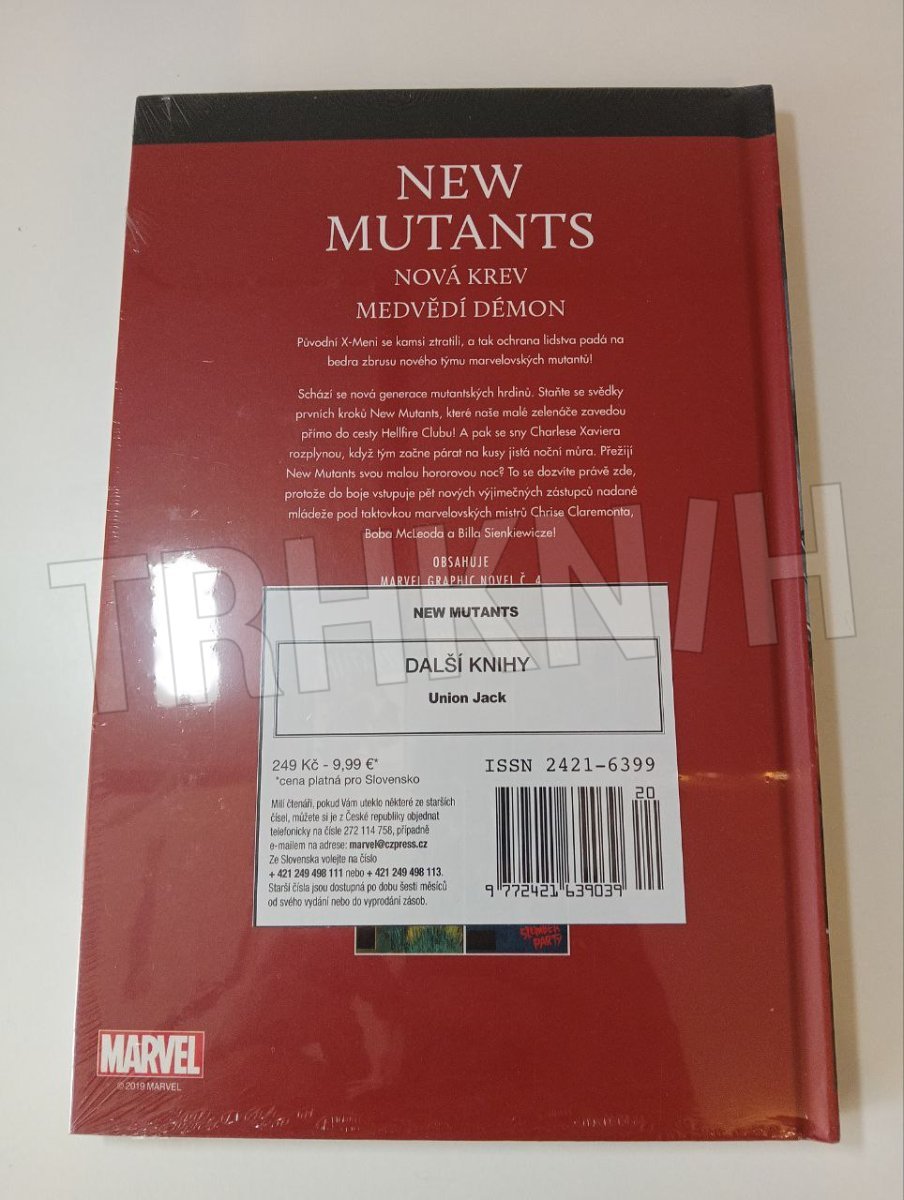 NEW
MUTANTS
NOVÁ KREV
MEDVĚDÍ DÉMON
Původní X-Meni se kamsi ztratili, a tak ochrana lidstva padá na
bedra zbrusu nového týmu marvelovských mutantů!
Schází se nová generace mutantských hrdinů. Staňte se svědky
prvních kroků New Mutants, které naše malé zelenáče zavedou
přímo do cesty Hellfire Clubu! A pak se sny Charlese Xaviera
rozplynou, když tým začne párat na kusy jistá noční můra. Přežijí
New Mutants svou malou hororovou noc? To se dozvíte právě zde,
protože do boje vstupuje pět nových výjimečných zástupců nadané
mládeže pod taktovkou marvelovských mistrů Chrise Claremonta,
Boba McLeoda a Billa Sienkiewicze!
OBSAHUJE
MARVEL GRAPHIC NOVEL Č. 4
TRHKNIH
NEW MUTANTS
DALŠÍ KNIHY
Union Jack
249 Kč - 9,99 €*
*cena platná pro Slovensko
Milí čtenáři, pokud Vám uteklo některé ze starších
čísel, můžete si je z České republiky objednat
telefonicky na čísle 272 114 758, případně
e-mailem na adrese: marvel@czpress.cz
Ze Slovenska volejte na číslo
+ 421 249 498 111 nebo + 421 249 498 113.
Starší čísla jsou dostupná po dobu šesti měsíců
od svého vydání nebo do vyprodání zásob.
ISSN 2421-6399
20
9 772421 639039
SLUMBER
PARTY
MARVEL
© 2019 MARVEL